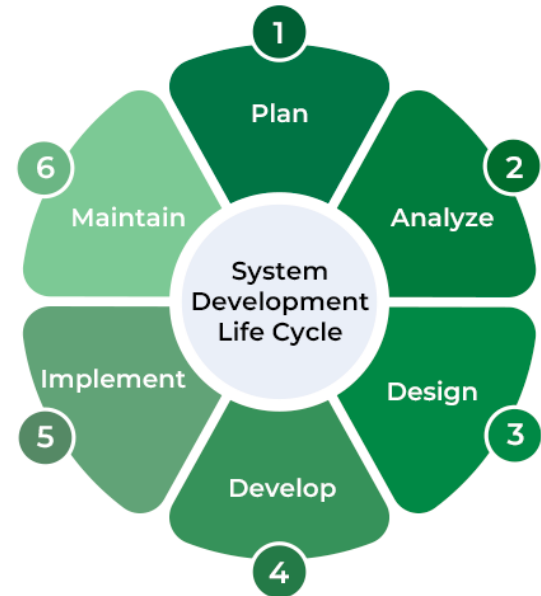 1
Plan
2
Analyze
3
Design
4
Develop
5
Implement
6
Maintain
System
Development
Life Cycle